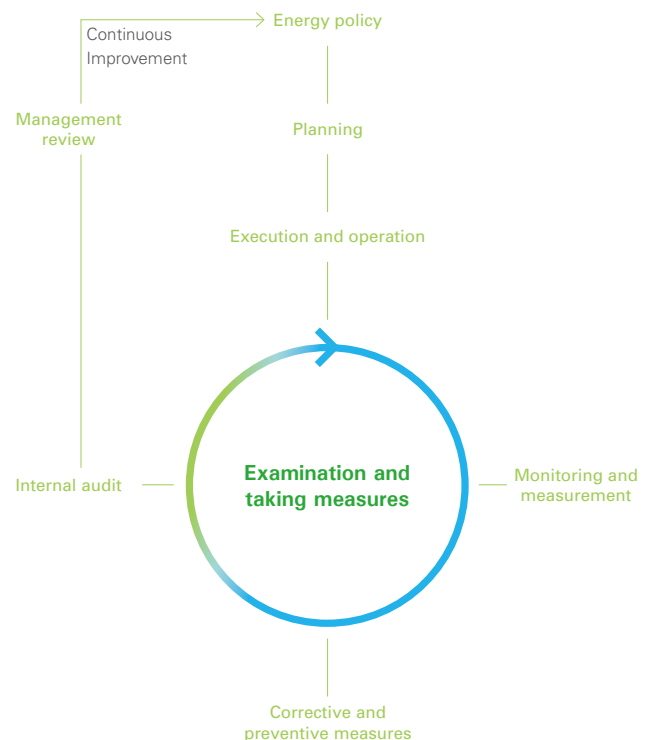 Energy policy
Continuous
Improvement
Management
review
Planning
Execution and operation
Examination and
taking measures
Internal audit
Monitoring and
measurement
Corrective and
preventive measures